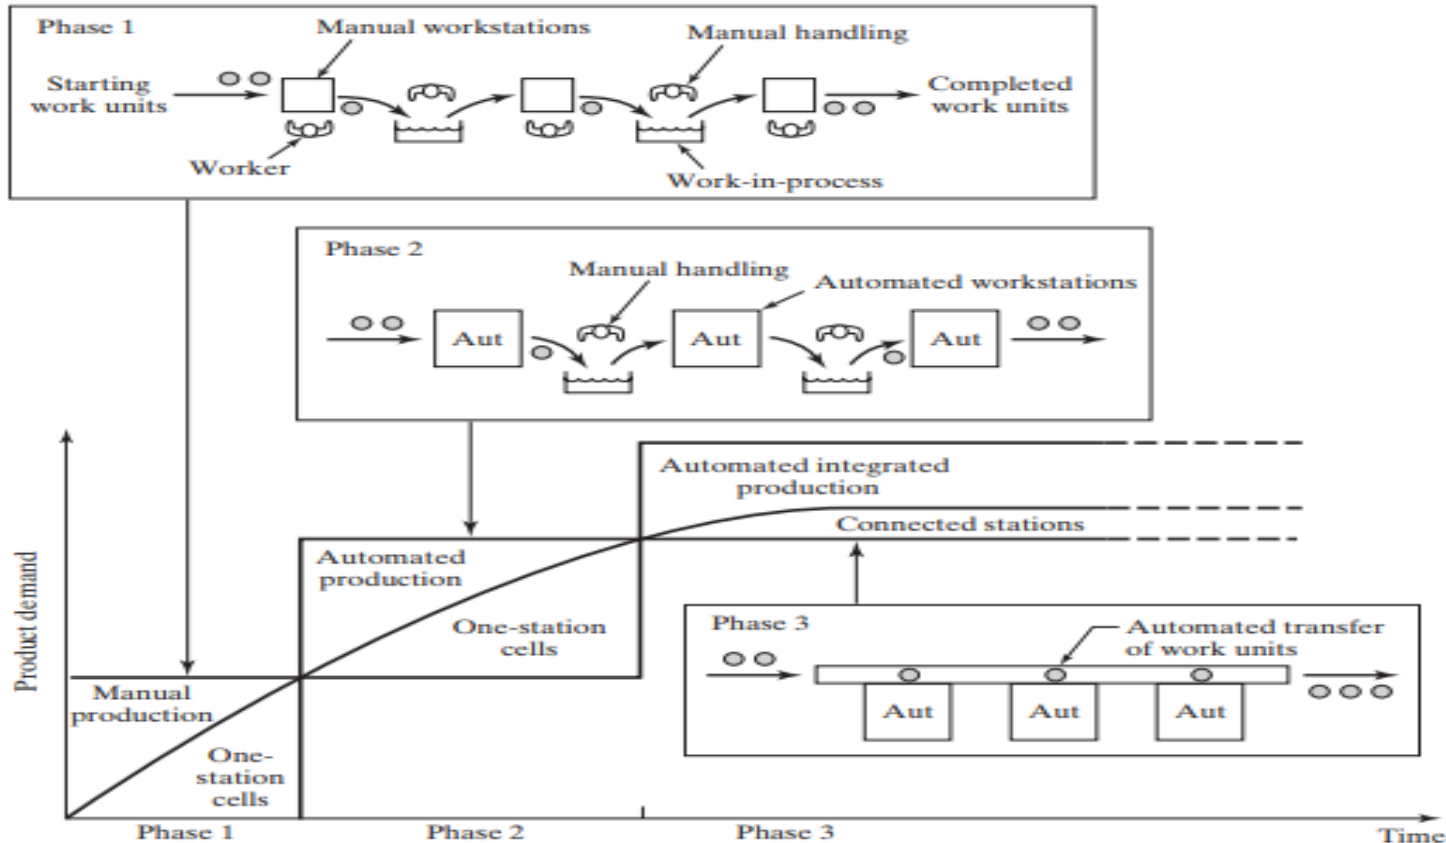 Phase 1
Manual workstations
Manual handling
Starting
work units
Completed
work units
Worker
Work-in-process
Phase 2
Manual handling
Automated workstations
Aut
Aut
Aut
Automated integrated
production
Connected stations
Automated
production
One-station
cells
Product demand
Manual
production
One-
station
cells
Phase 3
Automated transfer
of work units
Aut
Aut
Aut
Phase 1
Phase 2
Phase 3
Time